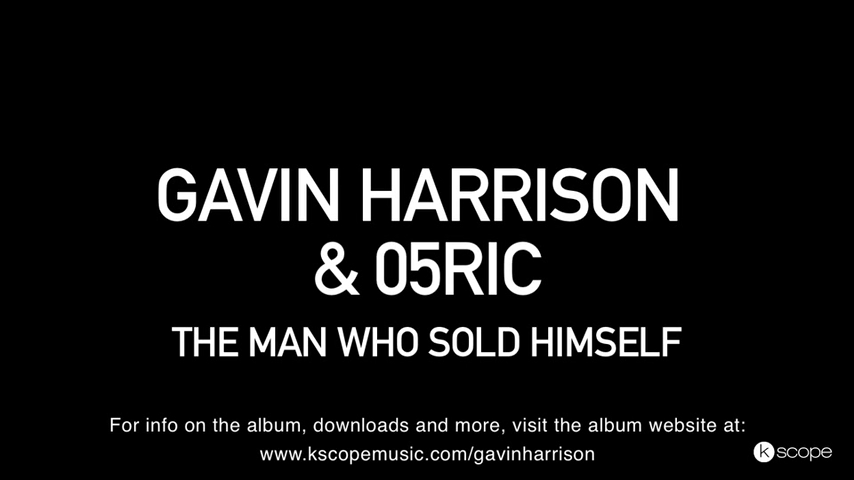 GAVIN HARRISON
& 05RIC
THE MAN WHO SOLD HIMSELF
For info on the album, downloads and more, visit the album website at:
www.kscopemusic.com/gavinharrison
kscope